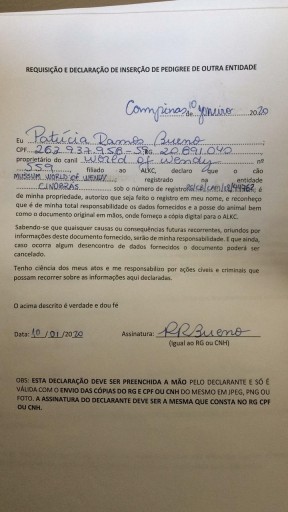 REQUISIÇÃO E DECLARAÇÃO DE INSERÇÃO DE PEDIGREE DE OUTRA ENTIDADE
Campinas 10 de Janeiro 2020
Eu Patrícia Ramos Bueno
CPF 262.937.958-59 RG 20.691.040
proprietário do canil World of Wendy nº
559 filiado ao ALKC, declaro que o cão
MUSEUM WORLD OF WENDY registrado na entidade
CINOBRAS sob o número de registro é
de minha propriedade, autorizo que seja feito o registro em meu nome, e reconheço
que é de minha total responsabilidade os dados fornecidos e a posse do animal bem
como o documento original em mãos, onde forneço a cópia digital para o ALKC.
Sabendo-se que quaisquer causas ou consequências futuras recorrentes, oriundos por
informações deste documento fornecido, serão de minha responsabilidade. E que ainda,
caso ocorra algum desencontro de dados fornecidos o documento poderá ser
cancelado.
Tenho ciência dos meus atos e me responsabilizo por ações cíveis e criminais que
possam recorrer sobre as informações aqui declaradas.
O acima descrito é verdade e dou fé
Data: 10 / 01 / 2020 Assinatura: PRBueno
(Igual ao RG ou CNH)
OBS: ESTA DECLARAÇÃO DEVE SER PREENCHIDA A MÃO PELO DECLARANTE E SÓ É
VÁLIDA COM O ENVIO DAS CÓPIAS DO RG E CPF OU CNH DO MESMO EM JPEG, PNG OU
FOTO. A ASSINATURA DO DECLARANTE DEVE SER A MESMA QUE CONSTA NO RG CPF
OU CNH.